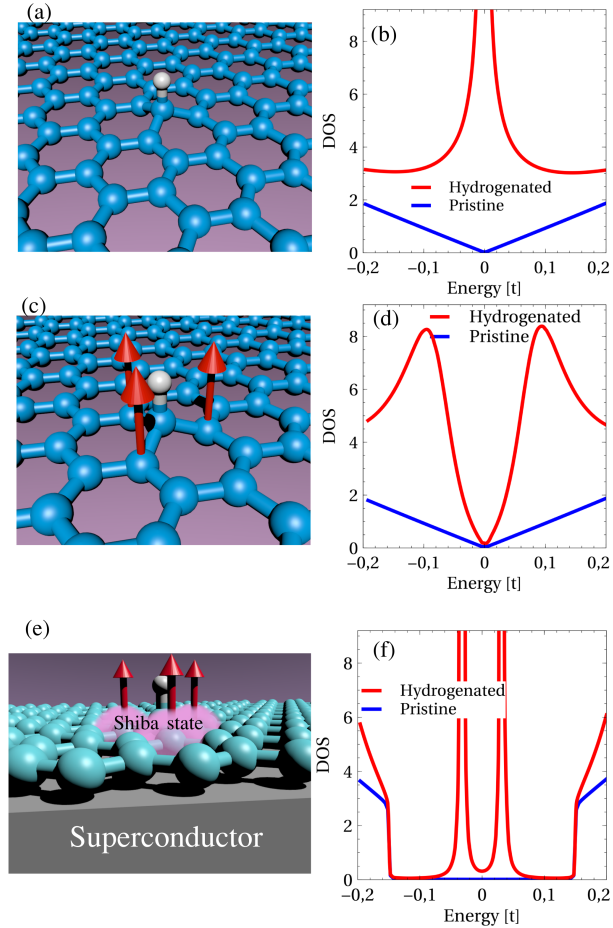 (a)
(b)
8
6
4
2
0
DOS
Hydrogenated
Pristine
−0,2 −0,1 0 0,1 0,2
Energy [t]
(c)
(d)
8
6
4
2
0
DOS
Hydrogenated
Pristine
−0,2 −0,1 0 0,1 0,2
Energy [t]
(e)
Shiba state
Superconductor
(f)
8
6
4
2
0
DOS
Hydrogenated
Pristine
−0,2 −0,1 0 0,1 0,2
Energy [t]